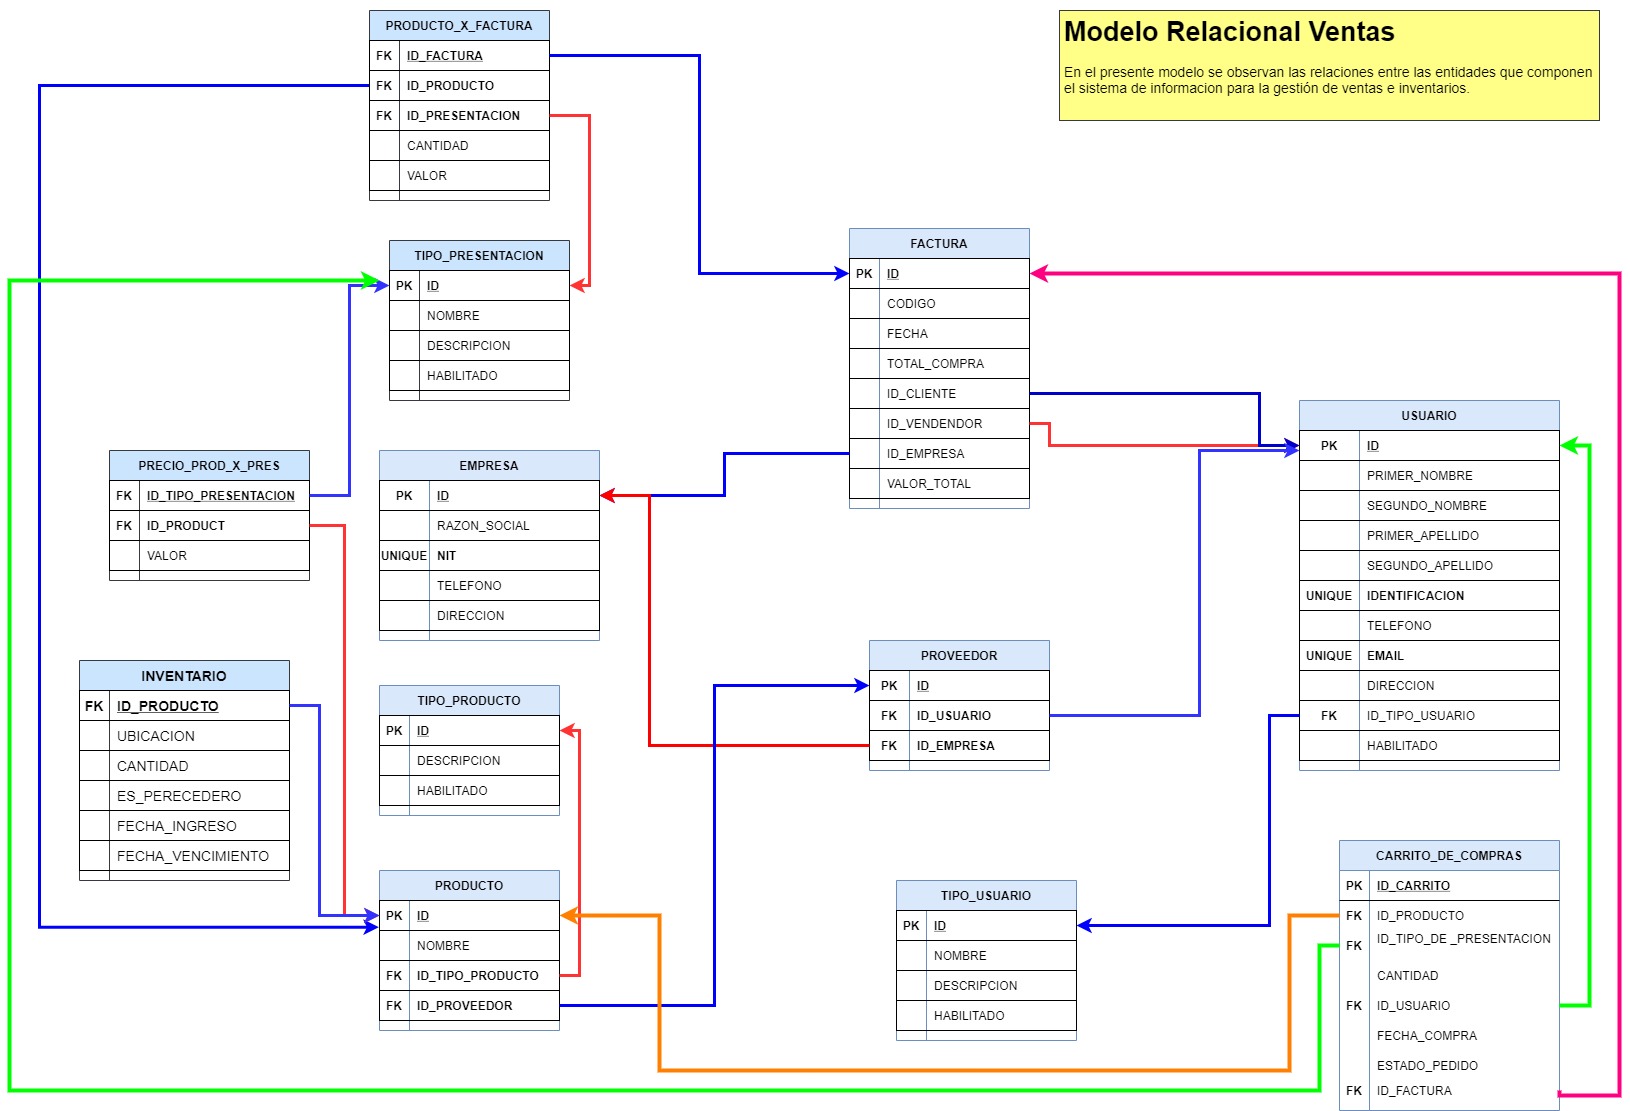 PRODUCTO_X_FACTURA
FK ID_FACTURA
FK ID_PRODUCTO
FK ID_PRESENTACION
CANTIDAD
VALOR
Modelo Relacional Ventas
En el presente modelo se observan las relaciones entre las entidades que componen
el sistema de informacion para la gestión de ventas e inventarios.
TIPO_PRESENTACION
PK ID
NOMBRE
DESCRIPCION
HABILITADO
FACTURA
PK ID
CODIGO
FECHA
TOTAL_COMPRA
ID_CLIENTE
ID_VENDENDOR
ID_EMPRESA
VALOR_TOTAL
USUARIO
PK ID
PRIMER_NOMBRE
SEGUNDO_NOMBRE
PRIMER_APELLIDO
SEGUNDO_APELLIDO
UNIQUE IDENTIFICACION
TELEFONO
UNIQUE EMAIL
DIRECCION
FK ID_TIPO_USUARIO
HABILITADO
PRECIO_PROD_X_PRES
FK ID_TIPO_PRESENTACION
FK ID_PRODUCT
VALOR
EMPRESA
PK ID
RAZON_SOCIAL
UNIQUE NIT
TELEFONO
DIRECCION
PROVEEDOR
PK ID
FK ID_USUARIO
FK ID_EMPRESA
INVENTARIO
FK ID_PRODUCTO
UBICACION
CANTIDAD
ES_PERECEDERO
FECHA_INGRESO
FECHA_VENCIMIENTO
TIPO_PRODUCTO
PK ID
DESCRIPCION
HABILITADO
PRODUCTO
PK ID
NOMBRE
FK ID_TIPO_PRODUCTO
FK ID_PROVEEDOR
TIPO_USUARIO
PK ID
NOMBRE
DESCRIPCION
HABILITADO
CARRITO_DE_COMPRAS
PK ID_CARRITO
FK ID_PRODUCTO
FK ID_TIPO_DE _PRESENTACION
CANTIDAD
FK ID_USUARIO
FECHA_COMPRA
ESTADO_PEDIDO
FK ID_FACTURA